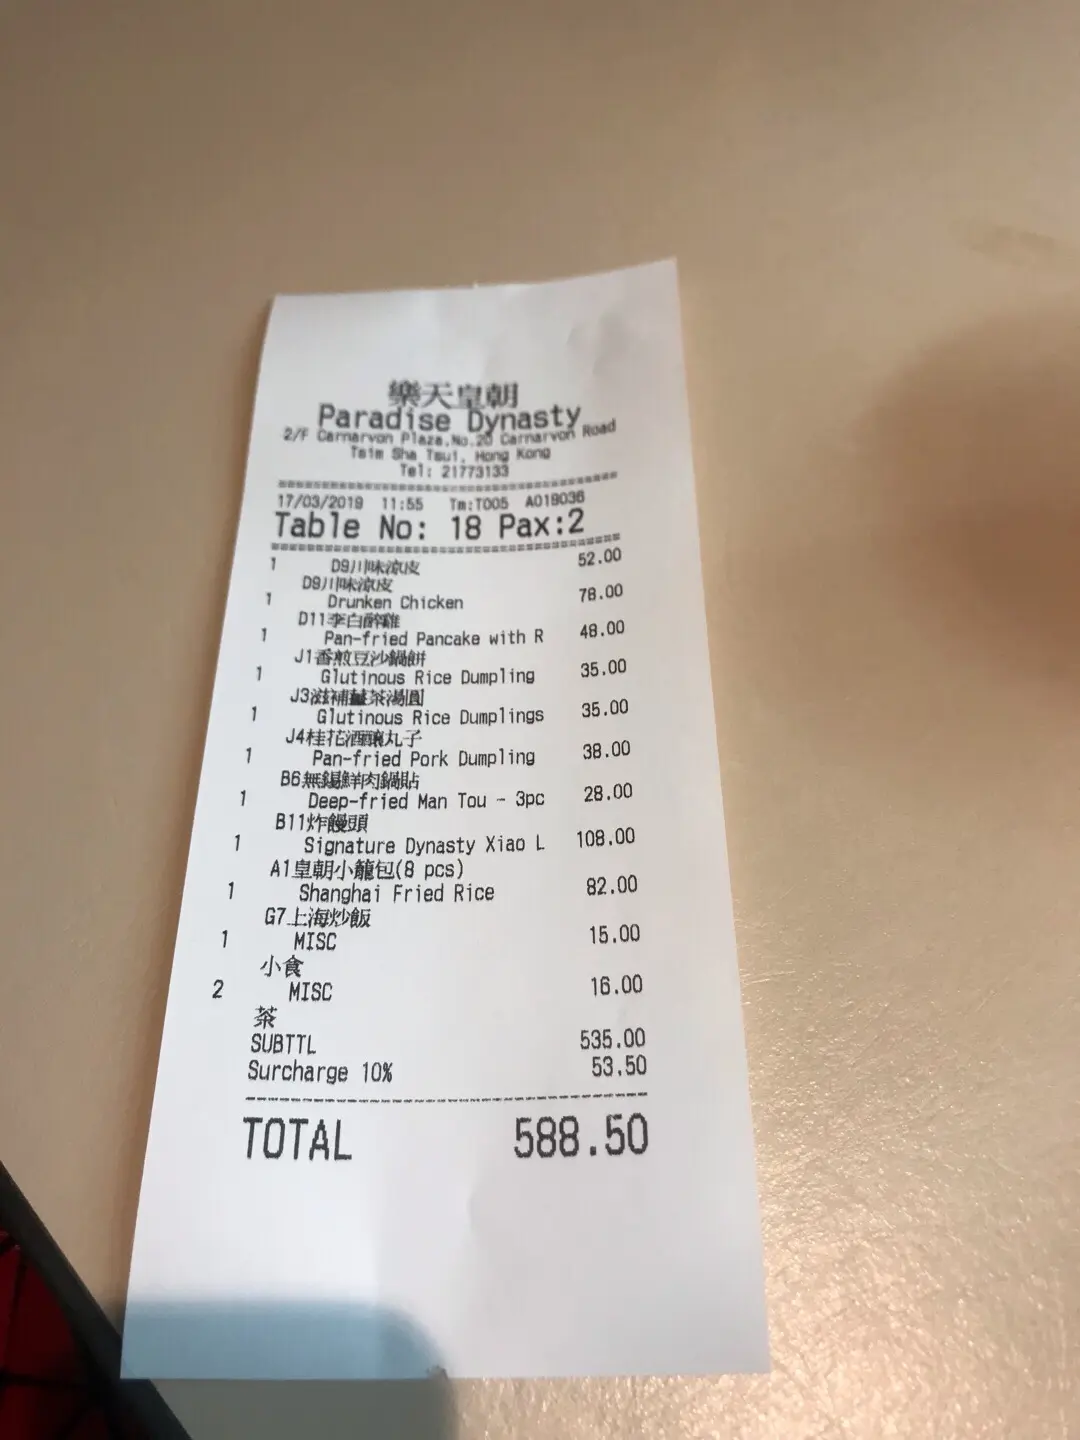 樂天皇朝
Paradise Dynasty
2/F Carnarvon Plaza,No.20 Carnarvon Road
Tsim Sha Tsui, Hong Kong
Tel: 21773133
17/03/2019 11:55 Tm:T005 A019036
Table No: 18 Pax:2
1 D9川味涼皮 52.00
D9川味涼皮
1 Drunken Chicken 78.00
D11李白醉雞
1 Pan-fried Pancake with R 48.00
J1香煎豆沙鍋餅
1 Glutinous Rice Dumpling 35.00
J3滋補薑茶湯圓
1 Glutinous Rice Dumplings 35.00
J4桂花酒釀丸子
1 Pan-fried Pork Dumpling 38.00
B6無錫鮮肉鍋貼
1 Deep-fried Man Tou - 3pc 28.00
B11炸饅頭
1 Signature Dynasty Xiao L 108.00
A1皇朝小籠包(8 pcs)
1 Shanghai Fried Rice 82.00
G7上海炒飯
1 MISC 15.00
小食
2 MISC 16.00
茶
SUBTTL 535.00
Surcharge 10% 53.50
TOTAL 588.50